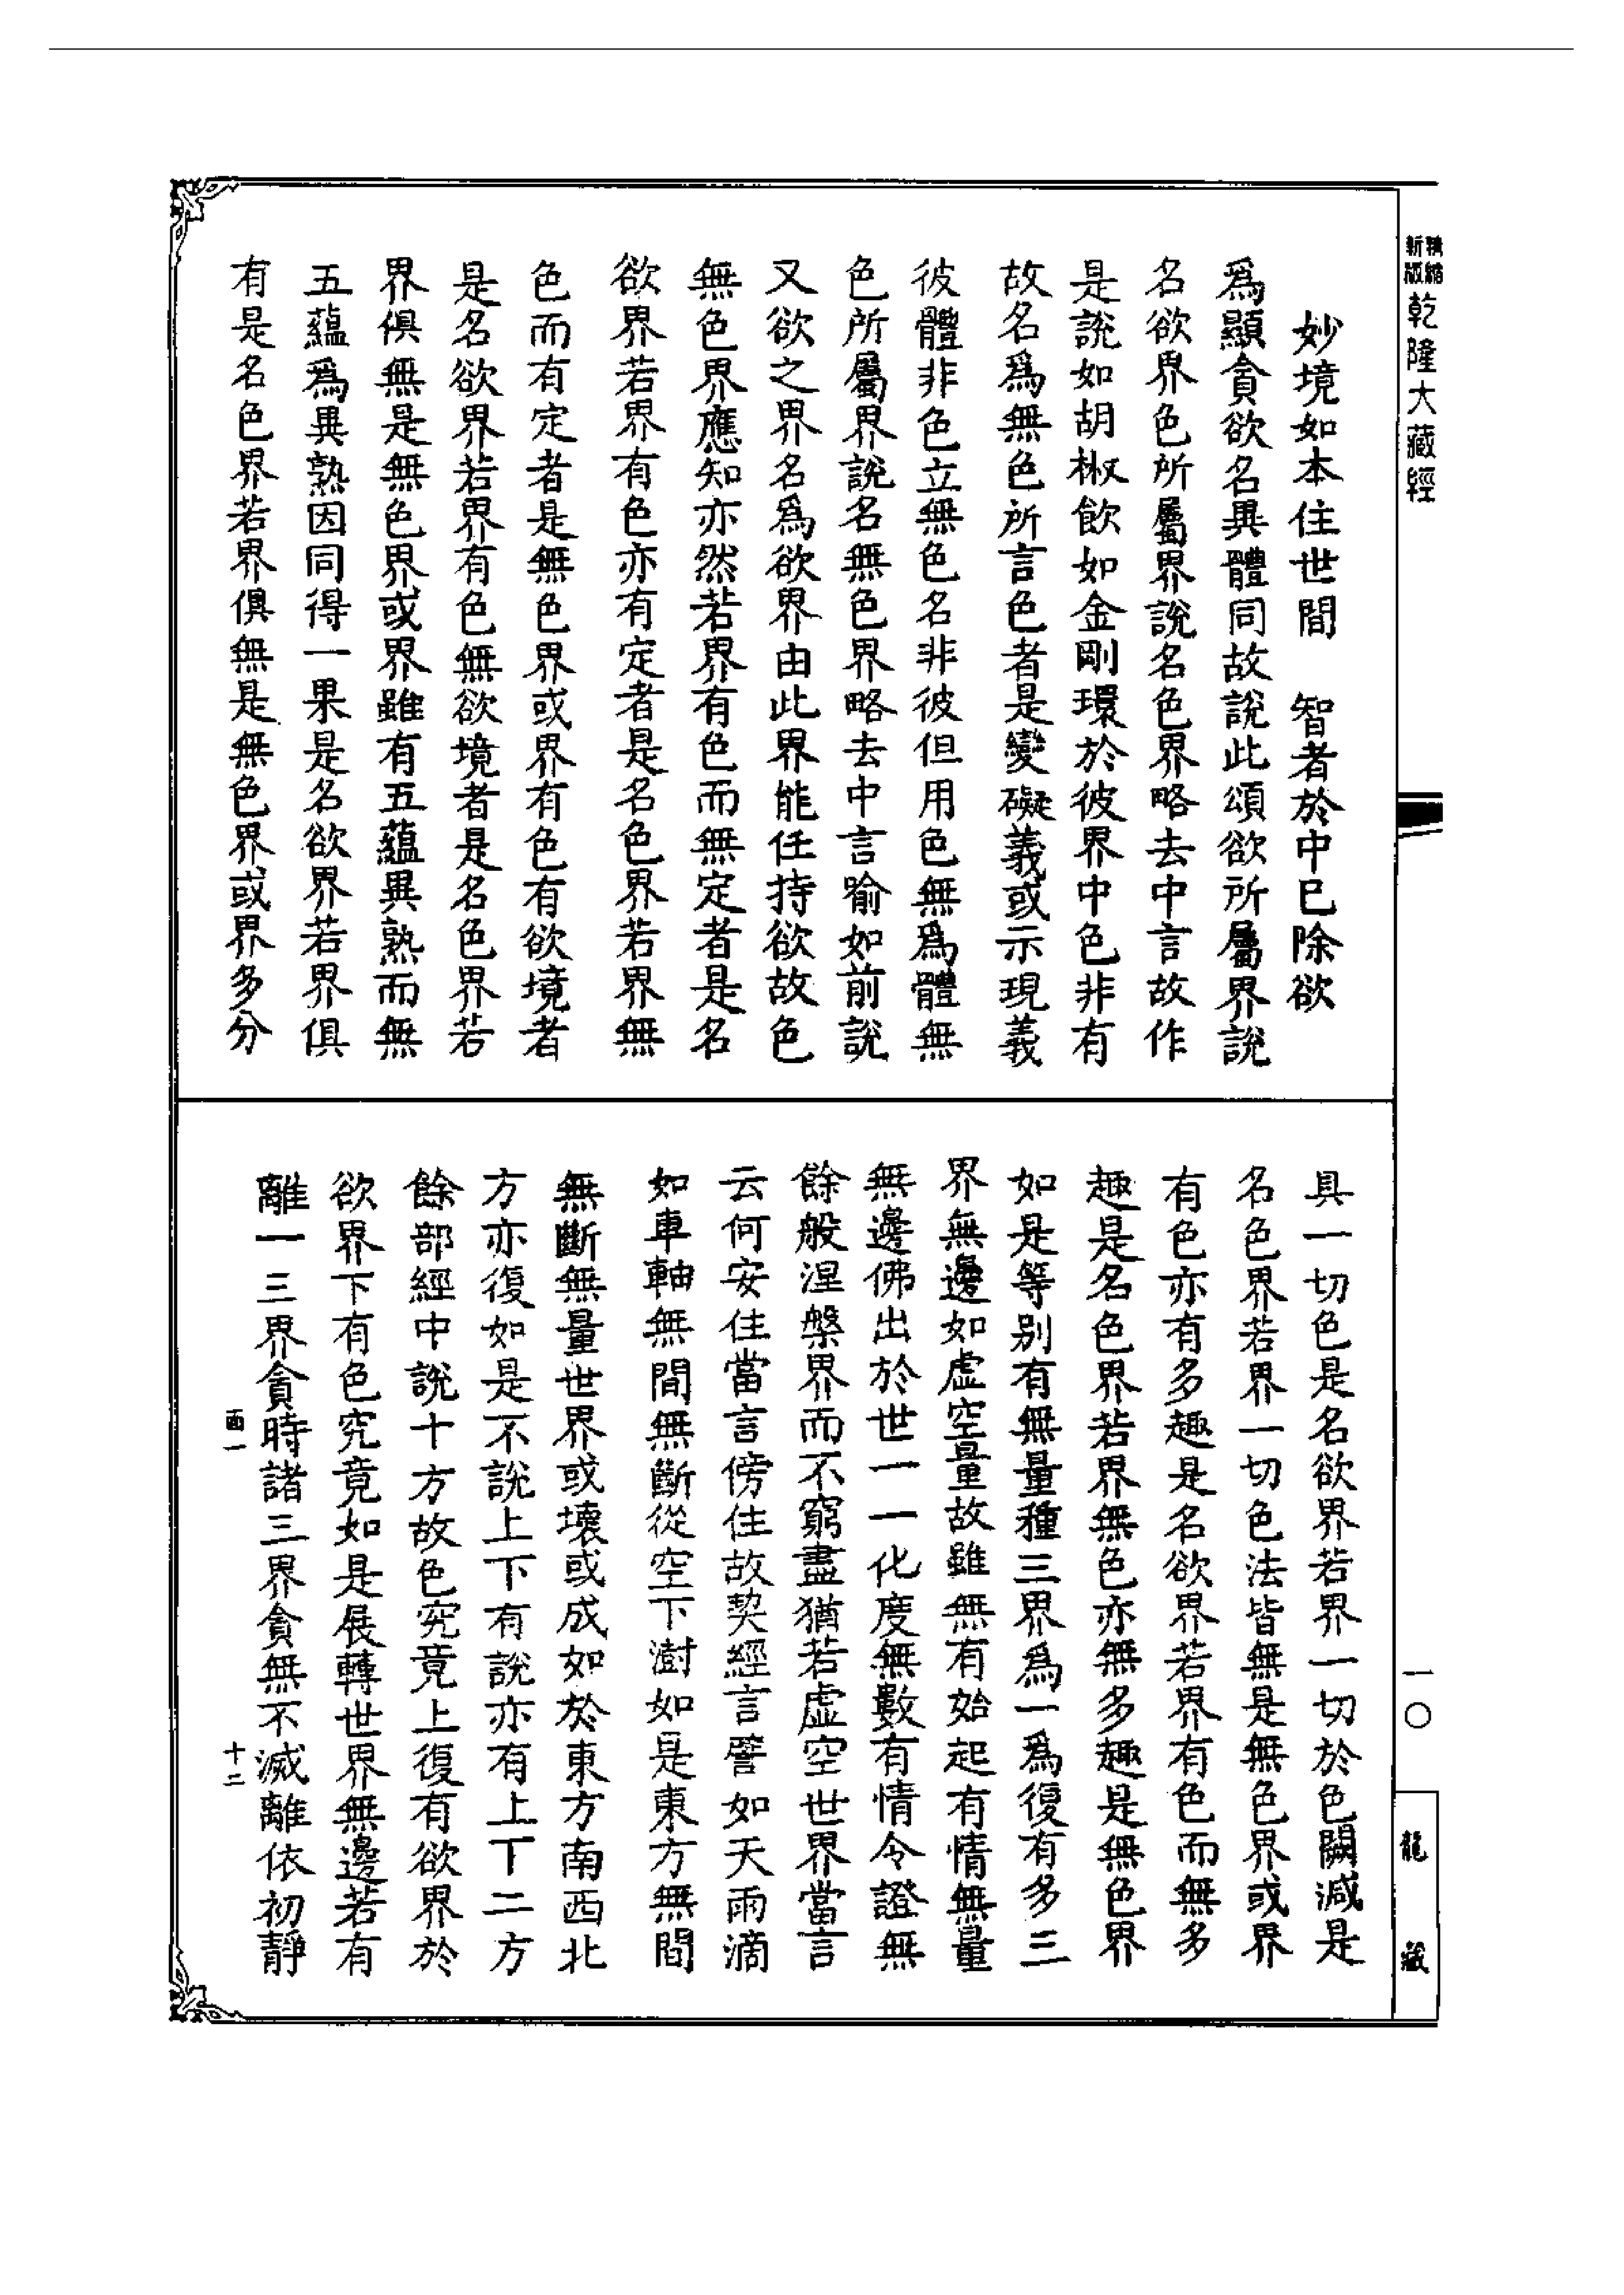 精縮新版乾隆大藏經
妙境如本住世間　智者於中已除欲
爲顯貪欲名異體同故說此頌欲所屬界說
名欲界色所屬界說名色界略去中言故作
是說如胡椒飲如金剛環於彼界中色非有
故名爲無色所言色者是變礙義或示現義
彼體非色立無色名非彼但用色無爲體無
色所屬界說名無色界略去中言喻如前說
又欲之界名爲欲界由此界能任持欲故色
無色界應知亦然若界有色而無定者是名
欲界若界有色亦有定者是名色界若界無
色而有定者是無色界或界有色有欲境者
是名欲界若界有色無欲境者是名色界若
界俱無是無色界或界雖有五蘊異熟而無
五蘊爲異熟因同得一果是名欲界若界俱
有是名色界若界俱無是無色界或界多分
具一切色是名欲界若界一切於色闕減是
名色界若界一切色法皆無是無色界或界
有色亦有多趣是名欲界若界有色而無多
趣是名色界若界無色亦無多趣是無色界
如是等別有無量種三界爲一爲復有多三
界無邊如虛空量故雖無有始起有情無量
無邊佛出於世一一化度無數有情令證無
餘般涅槃界而不窮盡猶若虛空世界當言
云何安住當言傍住故契經言譬如天雨滴
如車軸無間無斷從空下澍如是東方無間
無斷無量世界或壞或成如於東方南西北
方亦復如是不說上下有說亦有上下二方
餘部經中說十方故色究竟上復有欲界於
欲界下有色究竟如是展轉世界無邊若有
離一三界貪時諸三界貪無不滅離依初靜
一〇
龍藏
面一
十二